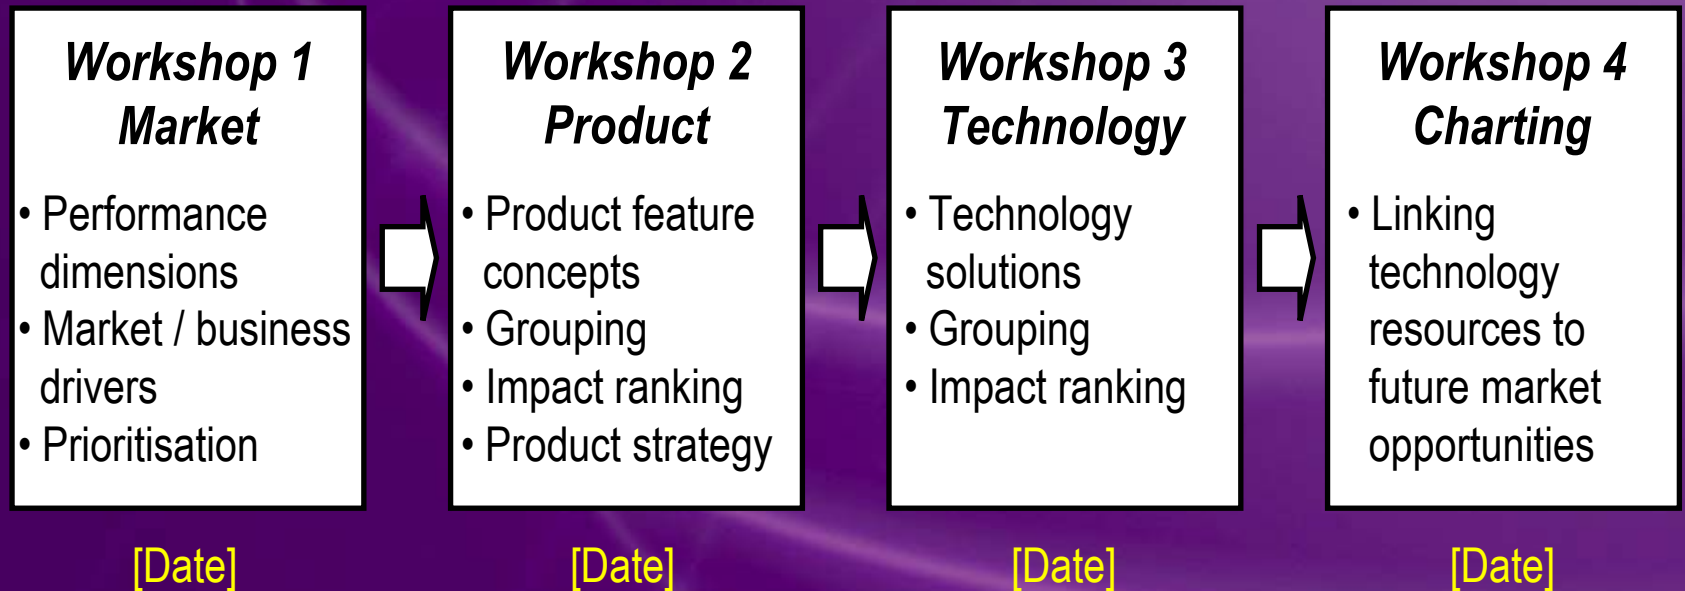 Workshop 1
Market
• Performance
dimensions
• Market / business
drivers
• Prioritisation
[Date]
Workshop 2
Product
• Product feature
concepts
• Grouping
• Impact ranking
• Product strategy
[Date]
Workshop 3
Technology
• Technology
solutions
• Grouping
• Impact ranking
[Date]
Workshop 4
Charting
• Linking
technology
resources to
future market
opportunities
[Date]